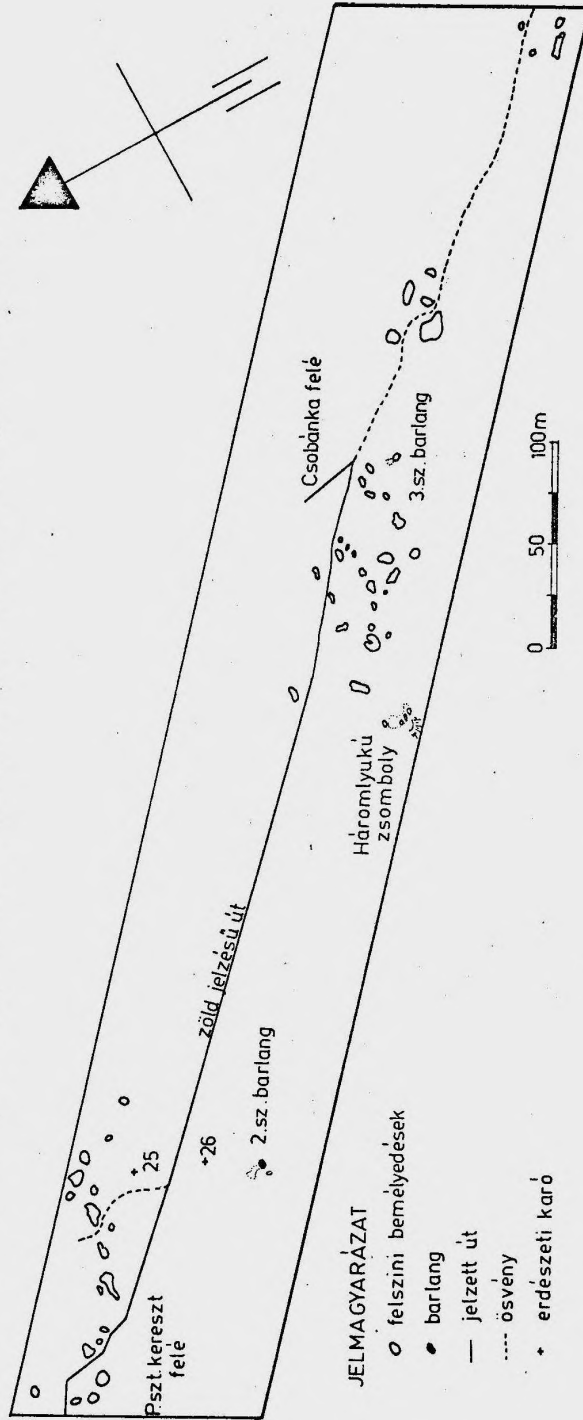 Csobánka felé
zöld jelzésű út
P.szt.kereszt
felé
+25
+26
2.sz.barlang
Háromlyukú
zsomboly
3.sz.barlang
0 50 100 m
JELMAGYARÁZAT
felszíni bemélyedések
barlang
jelzett út
ösvény
+ erdészeti karó